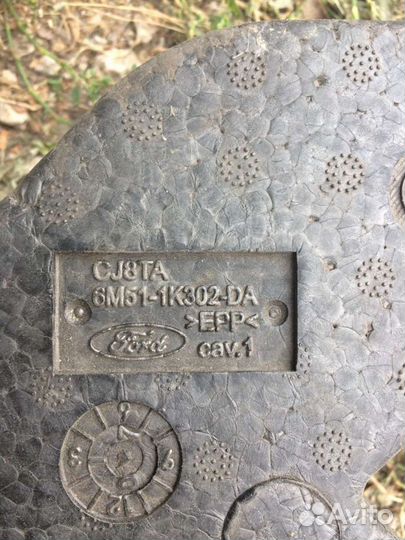 CJ8TA
6M51-1K302-DA
>EPP<
Ford
cav.1
Avito